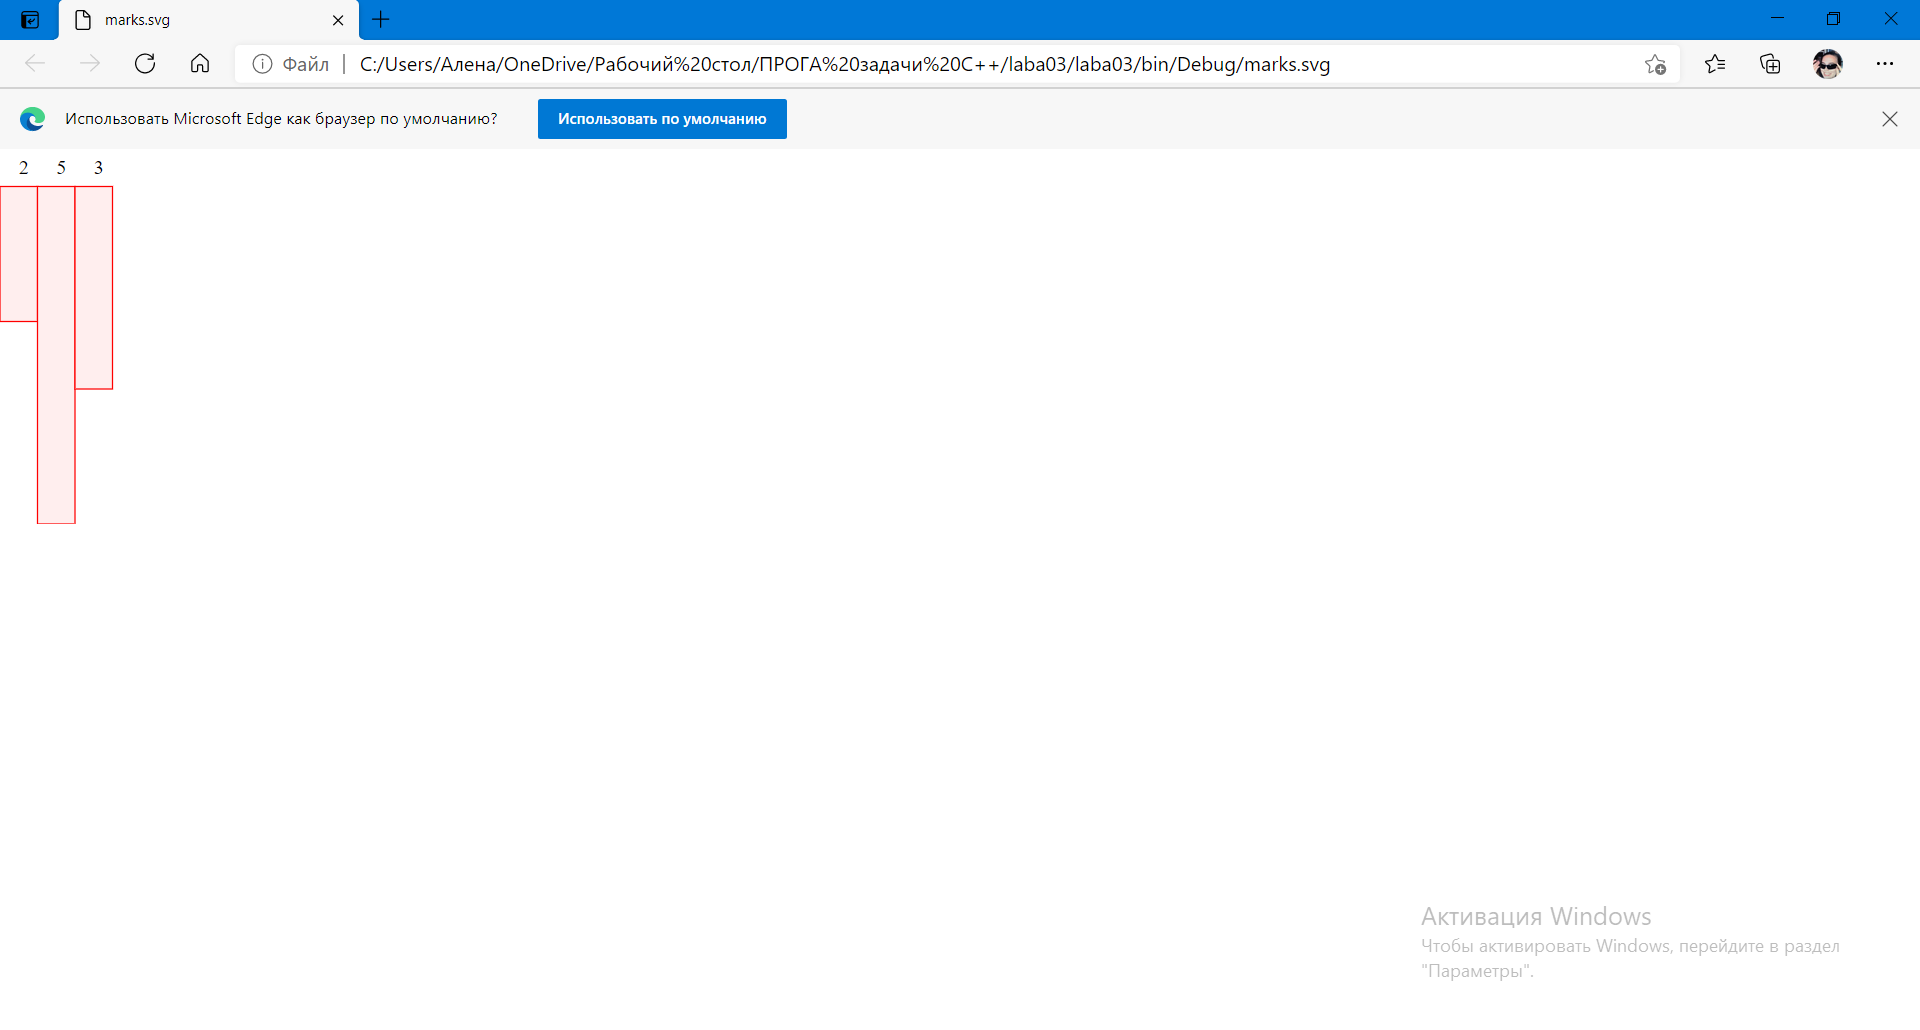 marks.svg
Файл | C:/Users/Алена/OneDrive/Рабочий%20стол/ПРОГА%20задачи%20C++/laba03/laba03/bin/Debug/marks.svg
Использовать Microsoft Edge как браузер по умолчанию? Использовать по умолчанию
2 5 3
Активация Windows
Чтобы активировать Windows, перейдите в раздел
"Параметры".